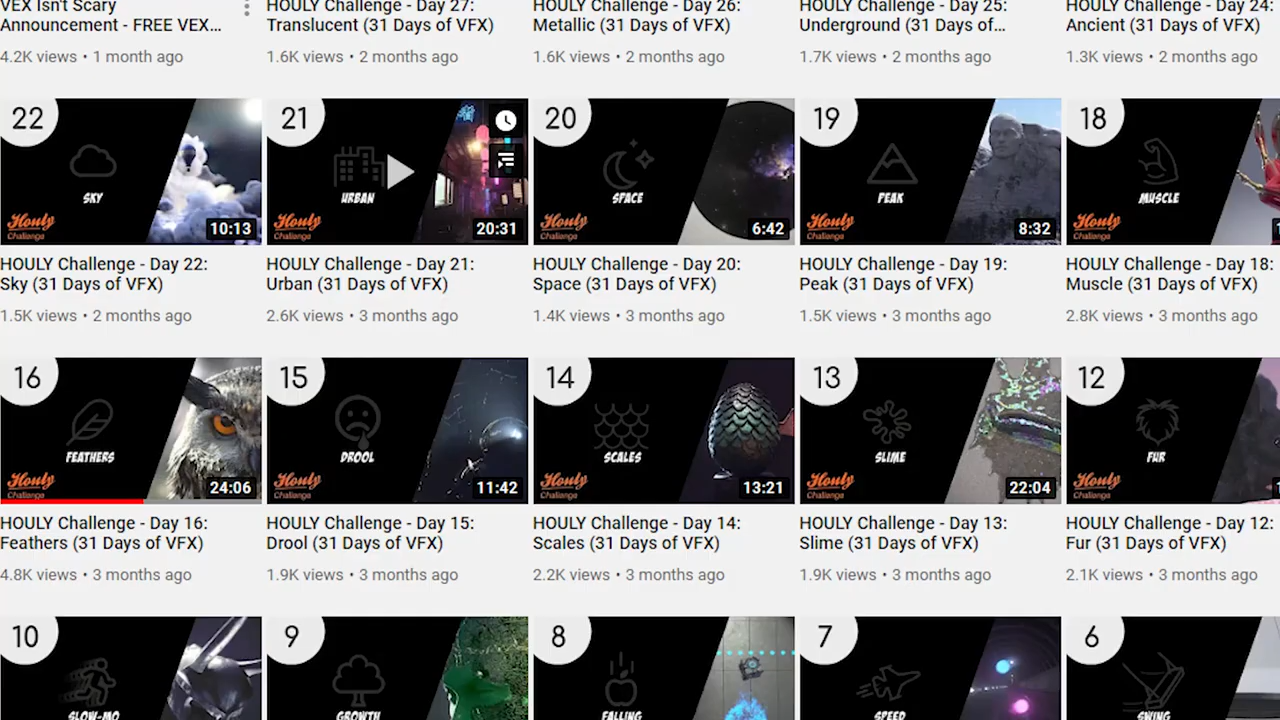 VEX Isn't Scary
Announcement - FREE VEX...
4.2K views • 1 month ago
HOULY Challenge - Day 27:
Translucent (31 Days of VFX)
1.6K views • 2 months ago
HOULY Challenge - Day 26:
Metallic (31 Days of VFX)
1.6K views • 2 months ago
HOULY Challenge - Day 25:
Underground (31 Days of...
1.7K views • 2 months ago
HOULY Challenge - Day 24:
Ancient (31 Days of VFX)
1.3K views • 2 months ago
22
SKY
Houly
Challenge
10:13
HOULY Challenge - Day 22:
Sky (31 Days of VFX)
1.5K views • 2 months ago
21
URBAN
Houly
Challenge
20:31
HOULY Challenge - Day 21:
Urban (31 Days of VFX)
2.6K views • 3 months ago
20
SPACE
Houly
Challenge
6:42
HOULY Challenge - Day 20:
Space (31 Days of VFX)
1.4K views • 3 months ago
19
PEAK
Houly
Challenge
8:32
HOULY Challenge - Day 19:
Peak (31 Days of VFX)
1.5K views • 3 months ago
18
MUSCLE
Houly
Challenge
HOULY Challenge - Day 18:
Muscle (31 Days of VFX)
2.8K views • 3 months ago
16
FEATHERS
Houly
Challenge
24:06
HOULY Challenge - Day 16:
Feathers (31 Days of VFX)
4.8K views • 3 months ago
15
DROOL
Houly
Challenge
11:42
HOULY Challenge - Day 15:
Drool (31 Days of VFX)
1.9K views • 3 months ago
14
SCALES
Houly
Challenge
13:21
HOULY Challenge - Day 14:
Scales (31 Days of VFX)
2.2K views • 3 months ago
13
SLIME
Houly
Challenge
22:04
HOULY Challenge - Day 13:
Slime (31 Days of VFX)
1.9K views • 3 months ago
12
FUR
Houly
Challenge
HOULY Challenge - Day 12:
Fur (31 Days of VFX)
2.1K views • 3 months ago
10
SLOW-MO
9
GROWTH
8
FALLING
7
SPEED
6
SWING